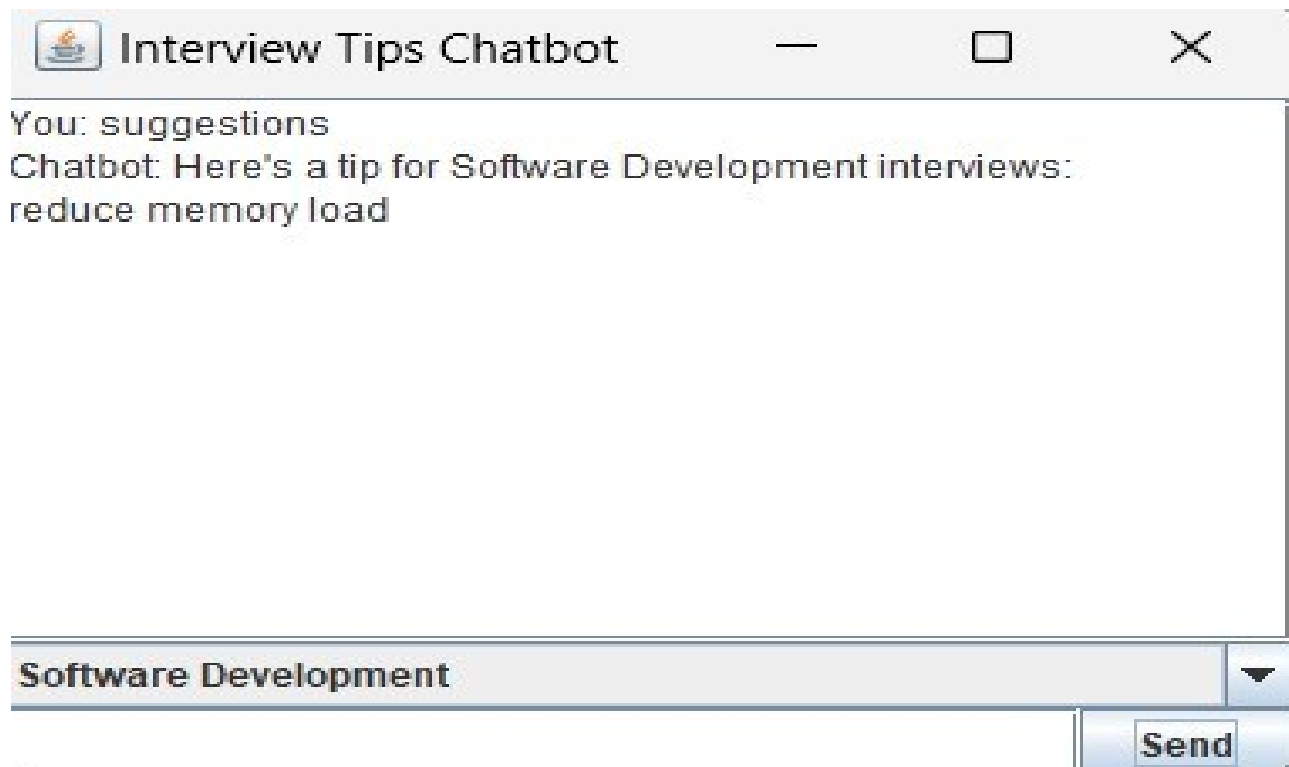 Interview Tips Chatbot
You: suggestions
Chatbot: Here's a tip for Software Development interviews:
reduce memory load
Software Development
Send